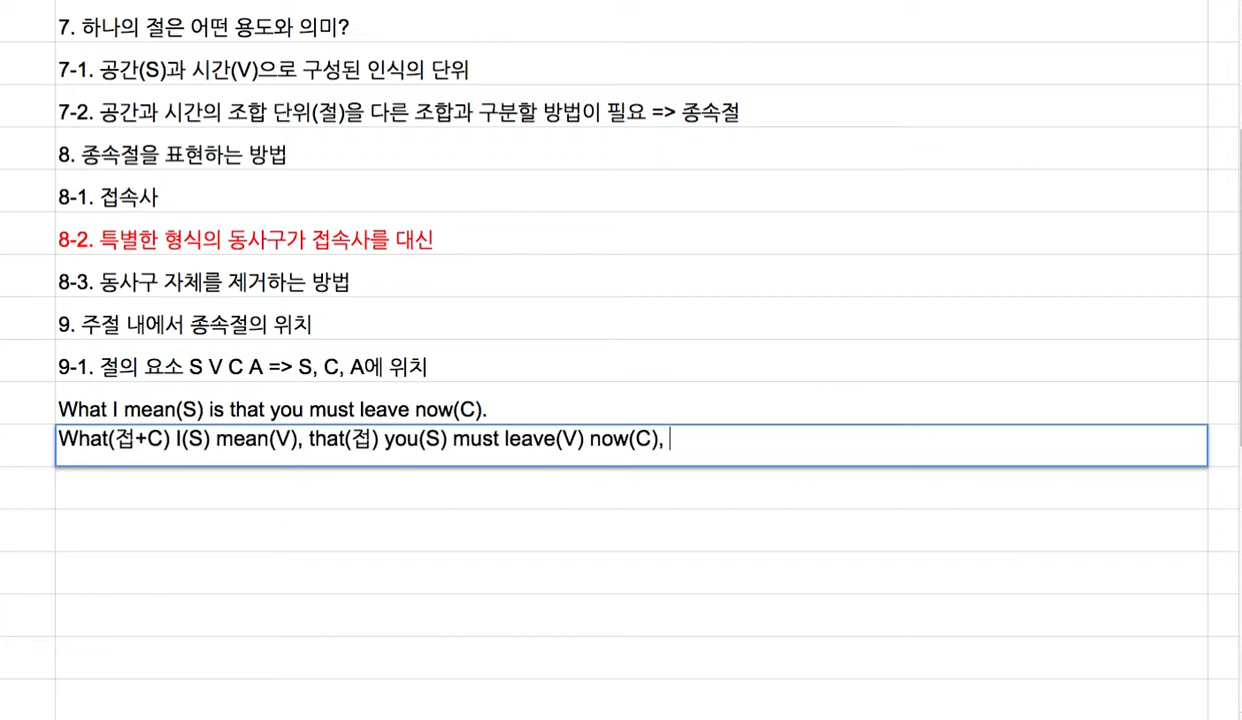 7. 하나의 절은 어떤 용도와 의미?
7-1. 공간(S)과 시간(V)으로 구성된 인식의 단위
7-2. 공간과 시간의 조합 단위(절)을 다른 조합과 구분할 방법이 필요 => 종속절
8. 종속절을 표현하는 방법
8-1. 접속사
8-2. 특별한 형식의 동사구가 접속사를 대신
8-3. 동사구 자체를 제거하는 방법
9. 주절 내에서 종속절의 위치
9-1. 절의 요소 S V C A => S, C, A에 위치
What I mean(S) is that you must leave now(C).
What(접+C) I(S) mean(V), that(접) you(S) must leave(V) now(C),